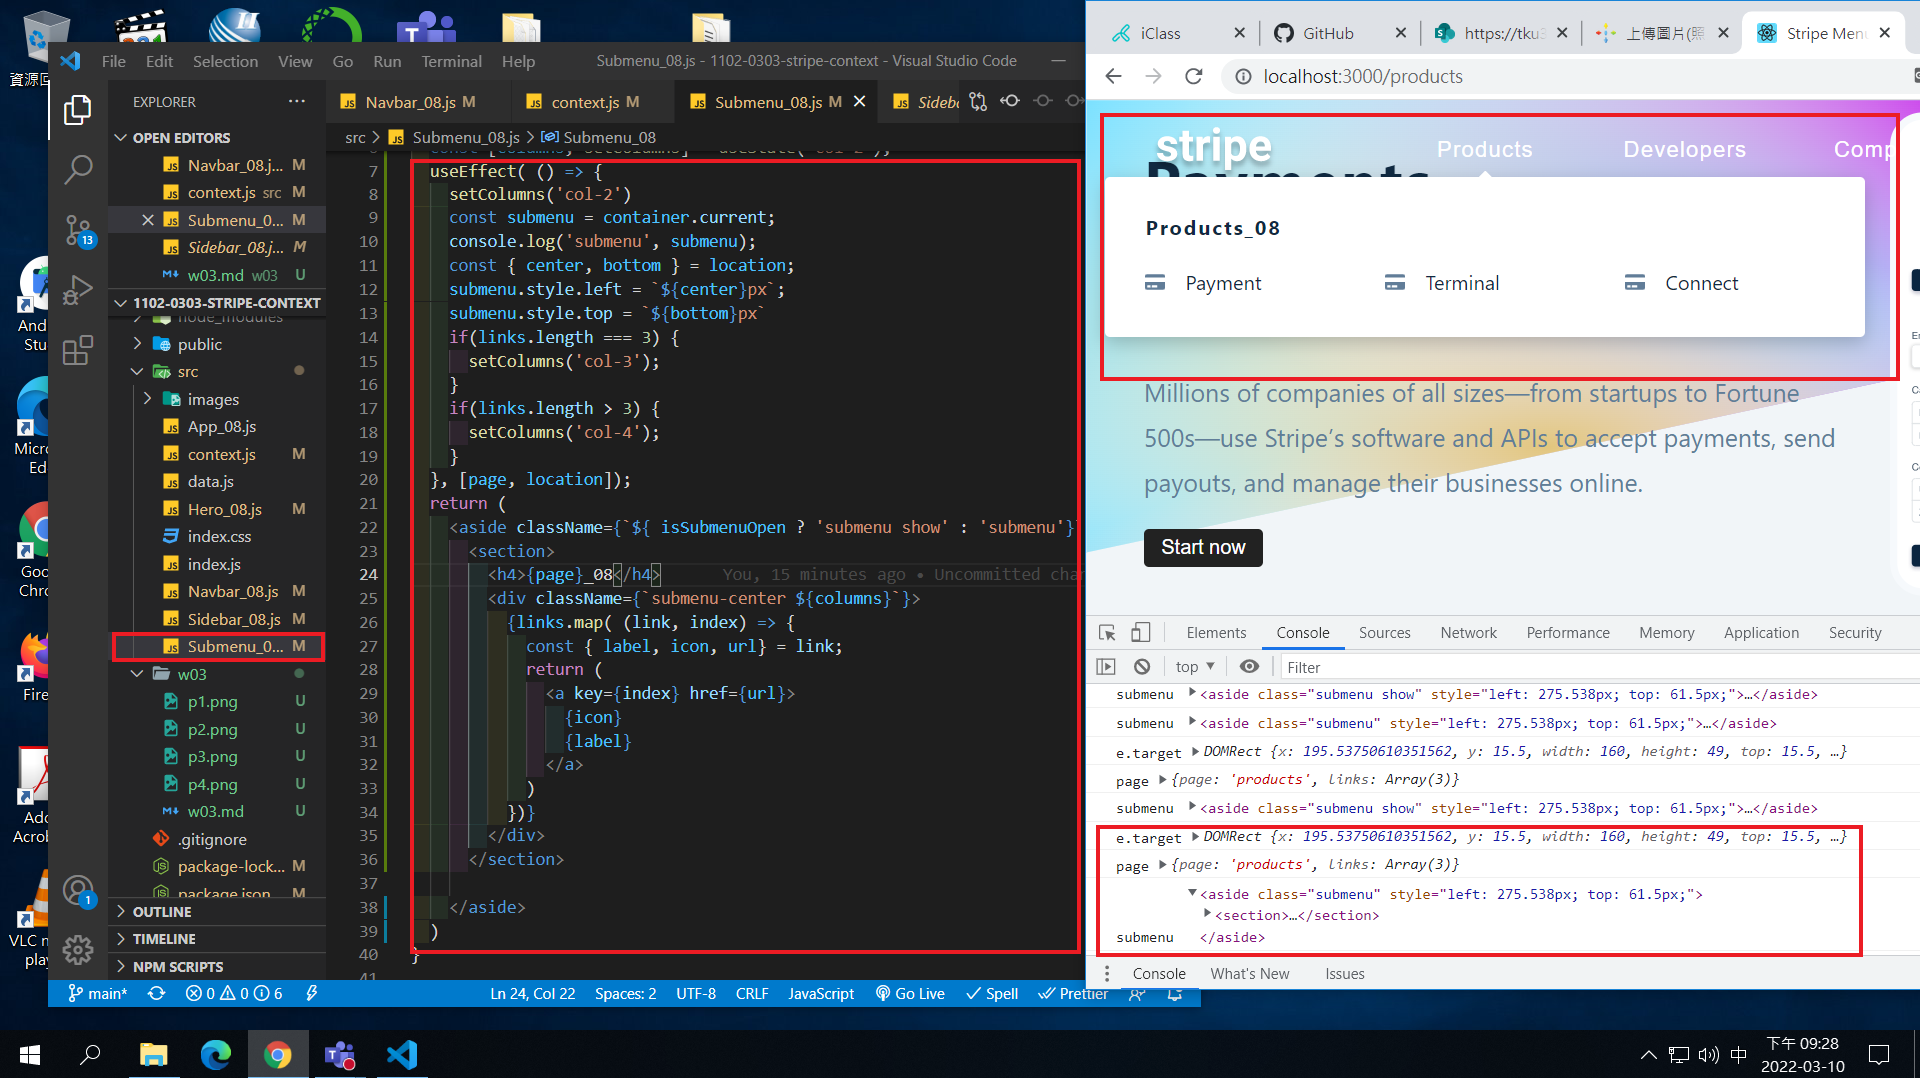 資源回
And
Stu...
Micro
Ed
Goo
Chro
Fire
Ado
Acrob
VLC m
play
File Edit Selection View Go Run Terminal Help
Submenu_08.js - 1102-0303-stripe-context - Visual Studio Code
EXPLORER
OPEN EDITORS
Navbar_08.j... M
context.js src M
Submenu_0... M
Sidebar_08.j... M
w03.md w03 U
1102-0303-STRIPE-CONTEXT
node_modules
public
src
images
App_08.js
context.js M
data.js
Hero_08.js M
index.css
index.js
Navbar_08.js M
Sidebar_08.js M
Submenu_0... M
w03
p1.png U
p2.png U
p3.png U
p4.png U
w03.md U
.gitignore
package-lock... M
package.json M
OUTLINE
TIMELINE
NPM SCRIPTS
13
1
Navbar_08.js M
context.js M
Submenu_08.js M
Sideba
src > Submenu_08.js > Submenu_08
7 useEffect( () => {
8 setColumns('col-2')
9 const submenu = container.current;
10 console.log('submenu', submenu);
11 const { center, bottom } = location;
12 submenu.style.left = `${center}px`;
13 submenu.style.top = `${bottom}px`
14 if(links.length === 3) {
15 setColumns('col-3');
16 }
17 if(links.length > 3) {
18 setColumns('col-4');
19 }
20 }, [page, location]);
21 return (
22 <aside className={`${ isSubmenuOpen ? 'submenu show' : 'submenu'}`
23 <section>
24 <h4>{page}_08</h4> You, 15 minutes ago • Uncommitted chan
25 <div className={`submenu-center ${columns}`}>
26 {links.map( (link, index) => {
27 const { label, icon, url} = link;
28 return (
29 <a key={index} href={url}>
30 {icon}
31 {label}
32 </a>
33 )
34 })}
35 </div>
36 </section>
37
38 </aside>
39 )
40 }
41
main* 0 0 6
Ln 24, Col 22 Spaces: 2 UTF-8 CRLF JavaScript Go Live Spell Prettier
iClass
GitHub
https://tku3
上傳圖片(照
Stripe Men
localhost:3000/products
stripe
Products Developers Comp
Payments
Products_08
Payment Terminal Connect
Millions of companies of all sizes—from startups to Fortune
500s—use Stripe’s software and APIs to accept payments, send
payouts, and manage their businesses online.
Start now
Elements Console Sources Network Performance Memory Application Security
top ▼ Filter
submenu <aside class="submenu show" style="left: 275.538px; top: 61.5px;">…</aside>
submenu <aside class="submenu" style="left: 275.538px; top: 61.5px;">…</aside>
e.target DOMRect {x: 195.53750610351562, y: 15.5, width: 160, height: 49, top: 15.5, …}
page {page: 'products', links: Array(3)}
submenu <aside class="submenu show" style="left: 275.538px; top: 61.5px;">…</aside>
e.target DOMRect {x: 195.53750610351562, y: 15.5, width: 160, height: 49, top: 15.5, …}
page {page: 'products', links: Array(3)}
<aside class="submenu" style="left: 275.538px; top: 61.5px;">
<section>…</section>
submenu </aside>
Console What's New Issues
中
下午 09:28
2022-03-10